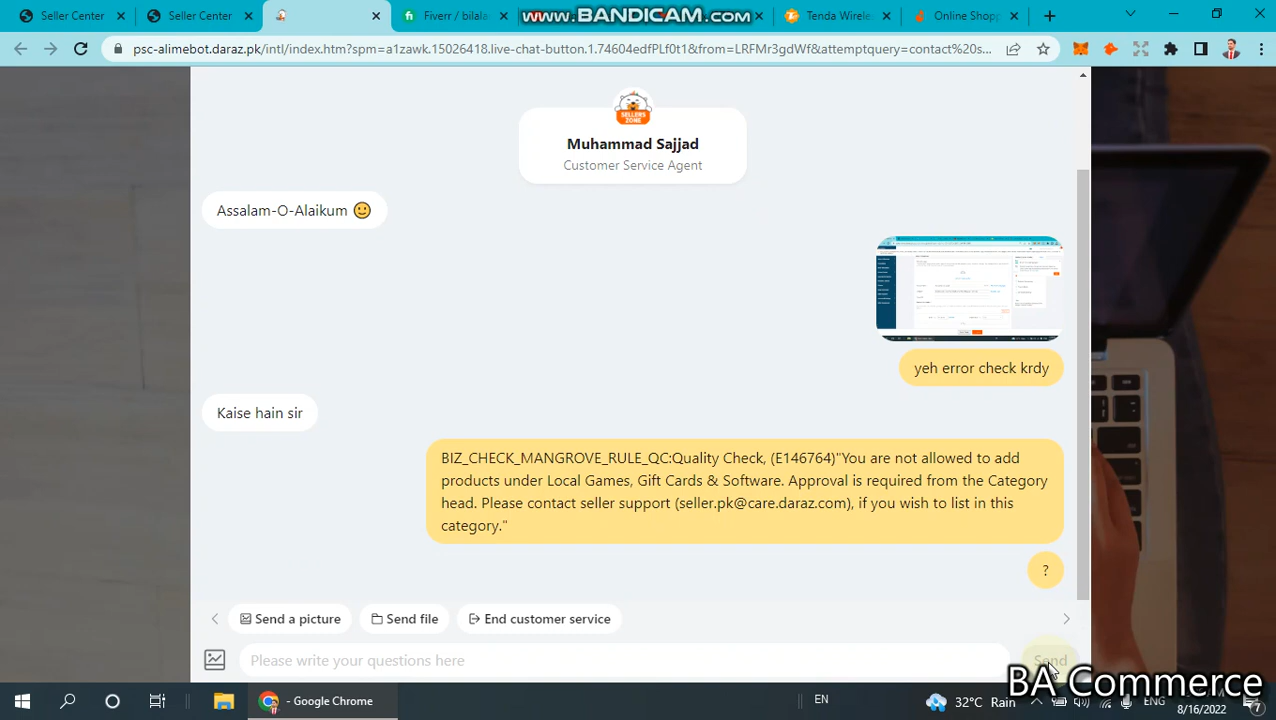 Seller Center
Seller Center
Fiverr / bilala
WWW.BANDICAM.COM
Tenda Wirele
Online Shopp
psc-alimebot.daraz.pk/intl/index.htm?spm=a1zawk.15026418.live-chat-button.1.74604edfPLf0t1&from=LRFMr3gdWf&attemptquery=contact%20s...
SELLERS
ZONE
Muhammad Sajjad
Customer Service Agent
Assalam-O-Alaikum
yeh error check krdy
Kaise hain sir
BIZ_CHECK_MANGROVE_RULE_QC:Quality Check, (E146764)"You are not allowed to add
products under Local Games, Gift Cards & Software. Approval is required from the Category
head. Please contact seller support (seller.pk@care.daraz.com), if you wish to list in this
category."
?
Send a picture
Send file
End customer service
Please write your questions here
Send
BA Commerce
- Google Chrome
EN
32°C Rain
ENG
8/16/2022